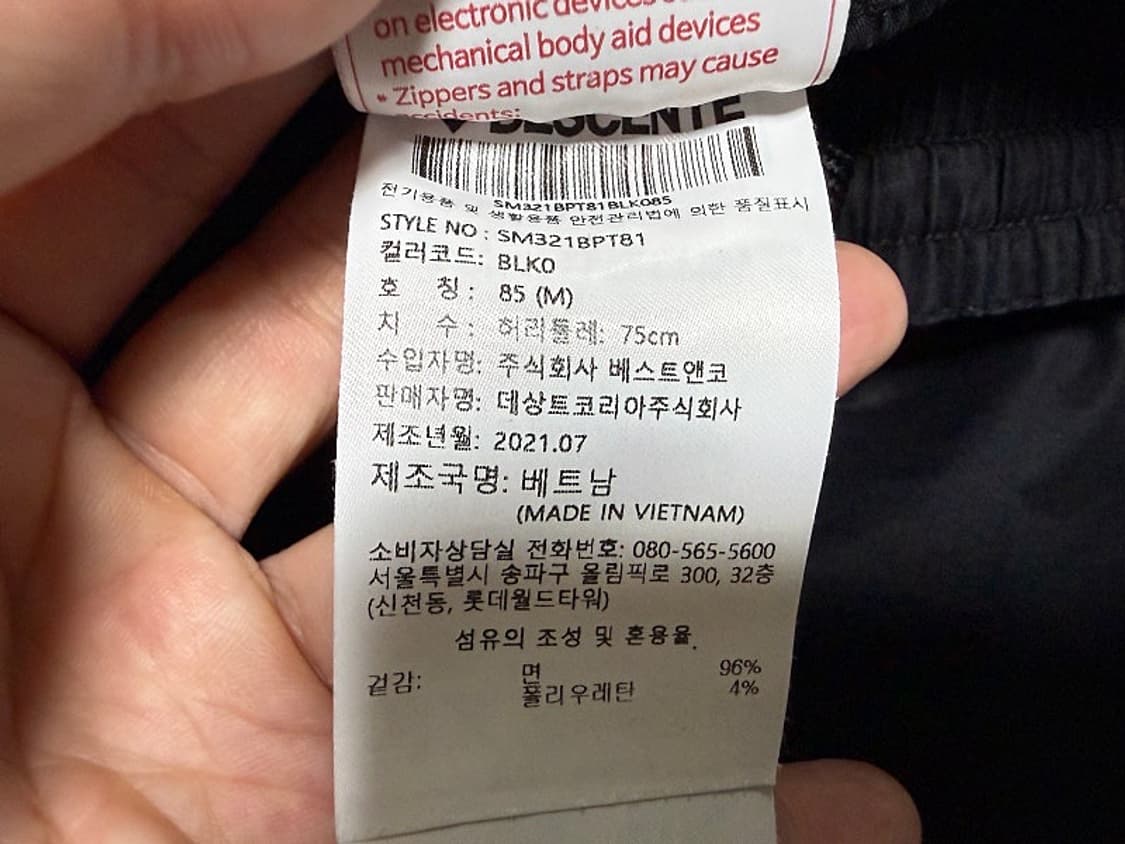 on electronic devices
mechanical body aid devices
* Zippers and straps may cause
accidents:
DESCENTE
SM321BPT81BLK085
전기용품 및 생활용품 안전관리법에 의한 품질표시
STYLE NO : SM321BPT81
컬러코드: BLK0
호 칭 : 85 (M)
치 수 : 허리둘레: 75cm
수입자명: 주식회사 베스트앤코
판매자명: 데상트코리아주식회사
제조년월: 2021.07
제조국명: 베트남
(MADE IN VIETNAM)
소비자상담실 전화번호: 080-565-5600
서울특별시 송파구 올림픽로 300, 32층
(신천동, 롯데월드타워)
섬유의 조성 및 혼용율.
겉감: 면 96%
폴리우레탄 4%